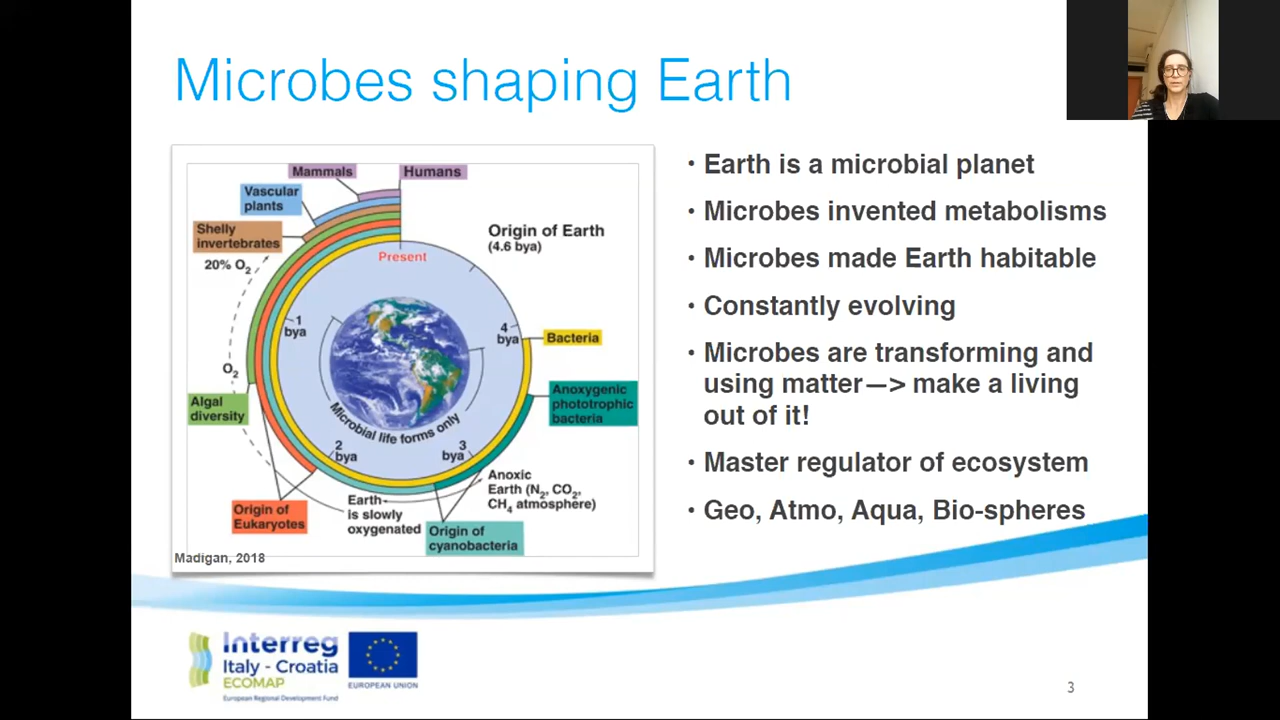 Microbes shaping Earth
Mammals
Humans
Vascular
plants
Shelly
invertebrates
20% O2
Origin of Earth
(4.6 bya)
Present
1
bya
4
bya
Bacteria
O2
Algal
diversity
Anoxygenic
phototrophic
bacteria
Microbial life forms only
2
bya
3
bya
Anoxic
Earth (N2, CO2,
CH4 atmosphere)
Origin of
Eukaryotes
Earth
is slowly
oxygenated
Origin of
cyanobacteria
Madigan, 2018
• Earth is a microbial planet
• Microbes invented metabolisms
• Microbes made Earth habitable
• Constantly evolving
• Microbes are transforming and
using matter—> make a living
out of it!
• Master regulator of ecosystem
• Geo, Atmo, Aqua, Bio-spheres
Interreg
Italy - Croatia
ECOMAP
European Regional Development Fund
EUROPEAN UNION
3